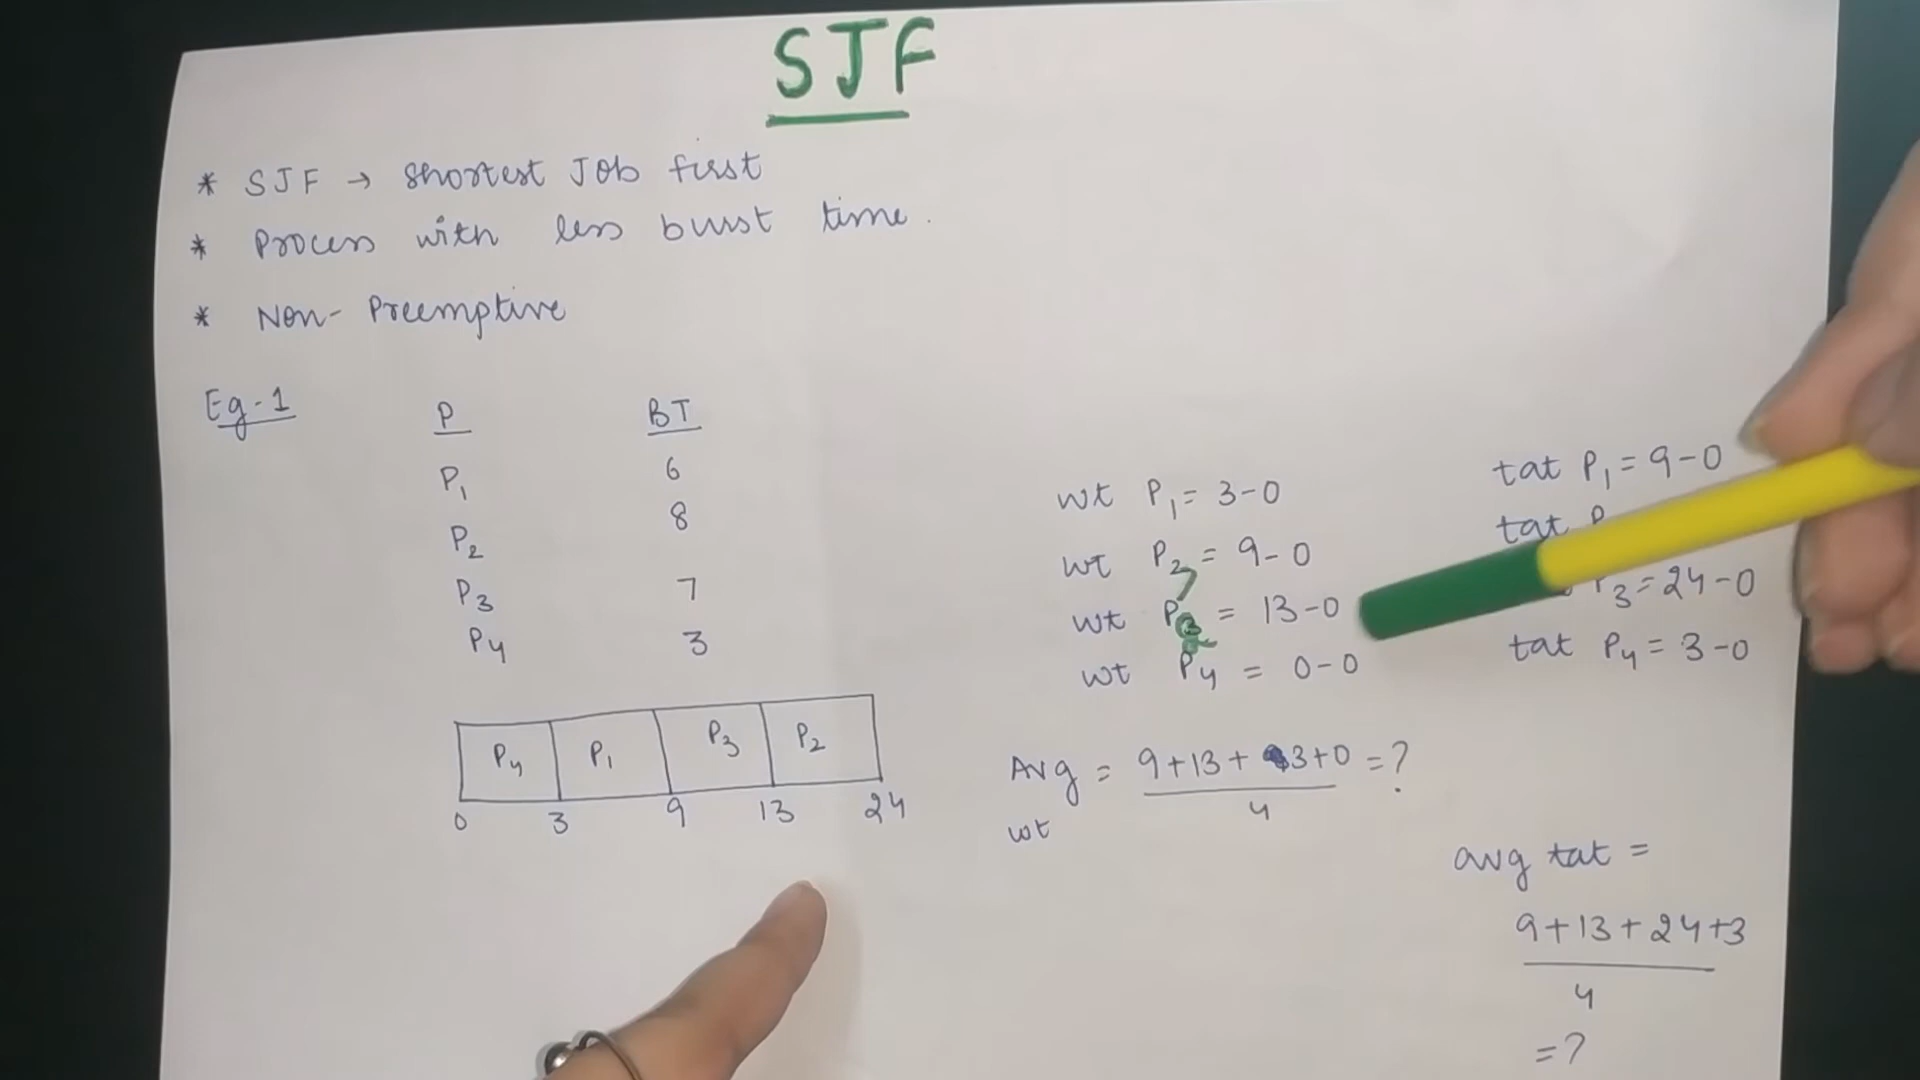 SJF
* SJF → Shortest Job first
* Process with less burst time.
* Non-Preemptive
Eg-1
P BT
P1 6
P2 8
P3 7
P4 3
P4 P1 P3 P2
0 3 9 13 24
wt P1 = 3-0
wt P2 = 9-0
wt = 13-0
wt P4 = 0-0
Avg wt = 9+13+3+0 / 4 = ?
tat P1 = 9-0
tat P
3 = 24-0
tat P4 = 3-0
avg tat =
9+13+24+3
4
= ?